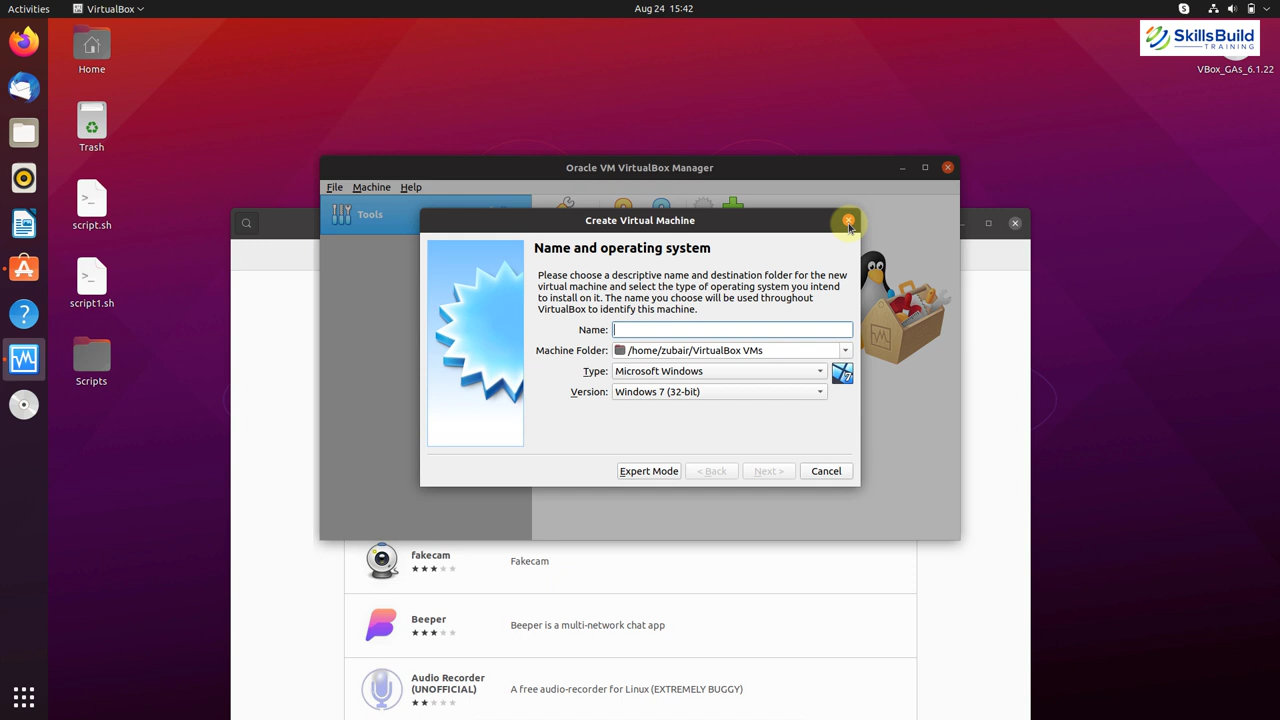 Activities
VirtualBox
Aug 24 15:42
SkillsBuild
TRAINING
VBox_GAs_6.1.22
Home
Trash
script.sh
script1.sh
Scripts
Oracle VM VirtualBox Manager
File Machine Help
Tools
Create Virtual Machine
Name and operating system
Please choose a descriptive name and destination folder for the new
virtual machine and select the type of operating system you intend
to install on it. The name you choose will be used throughout
VirtualBox to identify this machine.
Name:
Machine Folder: /home/zubair/VirtualBox VMs
Type: Microsoft Windows
Version: Windows 7 (32-bit)
Expert Mode < Back Next > Cancel
fakecam
Fakecam
Beeper
Beeper is a multi-network chat app
Audio Recorder
(UNOFFICIAL)
A free audio-recorder for Linux (EXTREMELY BUGGY)